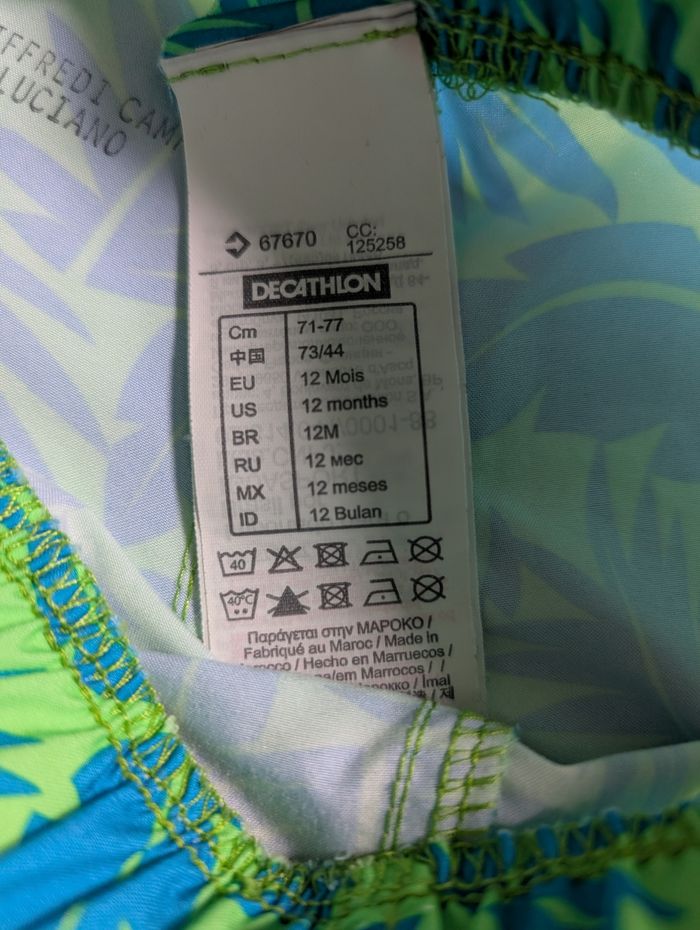 IFFREDI CAM
LUCIANO
67670 CC: 125258
DECATHLON
Cm 71-77
中国 73/44
EU 12 Mois
US 12 months
BR 12M
RU 12 мес
MX 12 meses
ID 12 Bulan
40
40°C
Παράγεται στην ΜΑΡΟΚΟ /
Fabriqué au Maroc / Made in
/ Hecho en Marruecos /
/em Marrocos / /
/ Imal